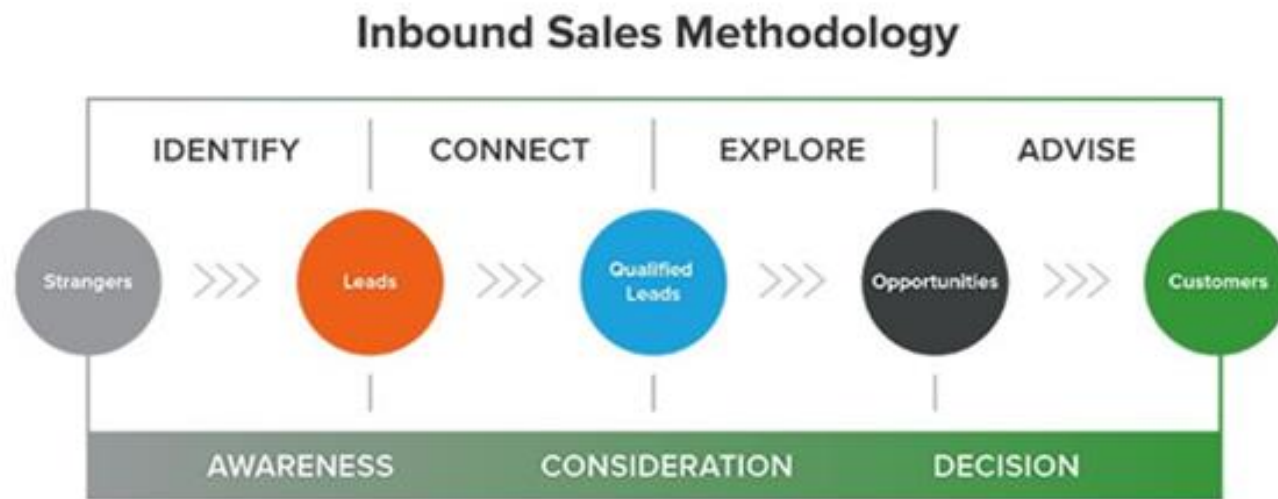 Inbound Sales Methodology
IDENTIFY
CONNECT
EXPLORE
ADVISE
Strangers
Leads
Qualified
Leads
Opportunities
Customers
AWARENESS
CONSIDERATION
DECISION